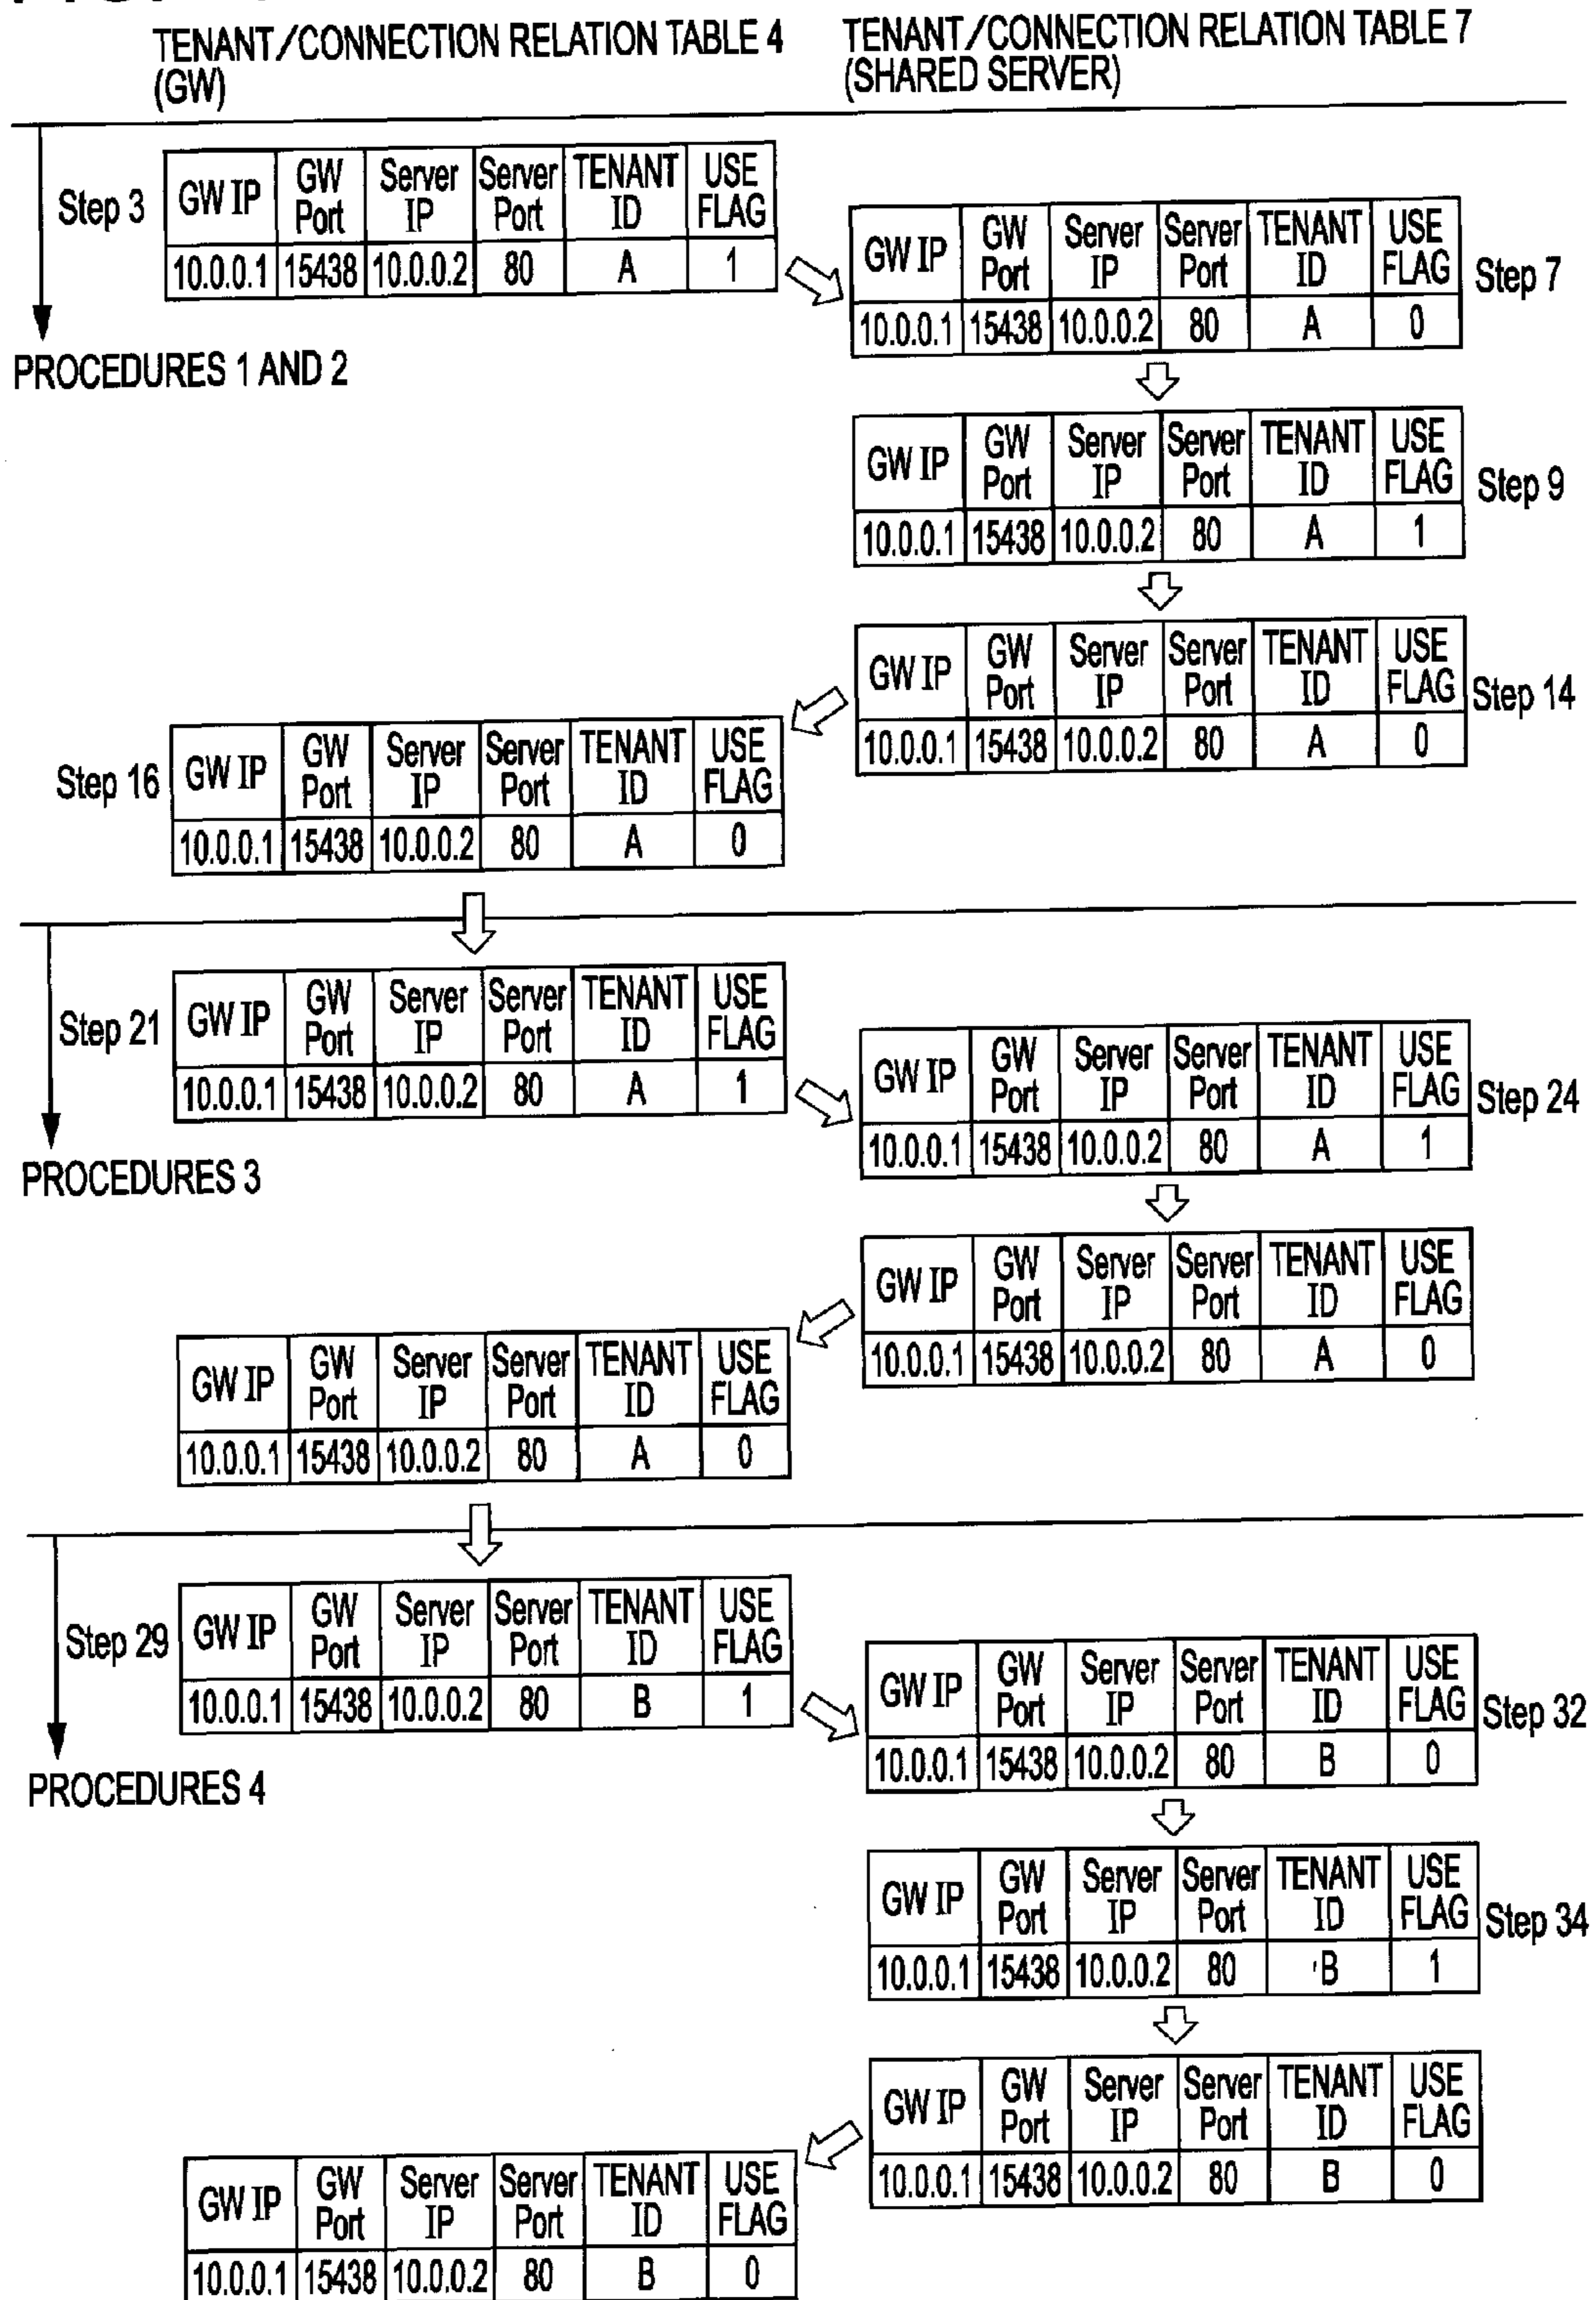 TENANT/CONNECTION RELATION TABLE 4
(GW)
TENANT/CONNECTION RELATION TABLE 7
(SHARED SERVER)
Step 3
GW IP GW Port Server IP Server Port TENANT ID USE FLAG
10.0.0.1 15438 10.0.0.2 80 A 1
GW IP GW Port Server IP Server Port TENANT ID USE FLAG
10.0.0.1 15438 10.0.0.2 80 A 0
Step 7
PROCEDURES 1 AND 2
GW IP GW Port Server IP Server Port TENANT ID USE FLAG
10.0.0.1 15438 10.0.0.2 80 A 1
Step 9
GW IP GW Port Server IP Server Port TENANT ID USE FLAG
10.0.0.1 15438 10.0.0.2 80 A 0
Step 14
Step 16
GW IP GW Port Server IP Server Port TENANT ID USE FLAG
10.0.0.1 15438 10.0.0.2 80 A 0
Step 21
GW IP GW Port Server IP Server Port TENANT ID USE FLAG
10.0.0.1 15438 10.0.0.2 80 A 1
GW IP GW Port Server IP Server Port TENANT ID USE FLAG
10.0.0.1 15438 10.0.0.2 80 A 1
Step 24
PROCEDURES 3
GW IP GW Port Server IP Server Port TENANT ID USE FLAG
10.0.0.1 15438 10.0.0.2 80 A 0
GW IP GW Port Server IP Server Port TENANT ID USE FLAG
10.0.0.1 15438 10.0.0.2 80 A 0
Step 29
GW IP GW Port Server IP Server Port TENANT ID USE FLAG
10.0.0.1 15438 10.0.0.2 80 B 1
GW IP GW Port Server IP Server Port TENANT ID USE FLAG
10.0.0.1 15438 10.0.0.2 80 B 0
Step 32
PROCEDURES 4
GW IP GW Port Server IP Server Port TENANT ID USE FLAG
10.0.0.1 15438 10.0.0.2 80 B 1
Step 34
GW IP GW Port Server IP Server Port TENANT ID USE FLAG
10.0.0.1 15438 10.0.0.2 80 B 0
GW IP GW Port Server IP Server Port TENANT ID USE FLAG
10.0.0.1 15438 10.0.0.2 80 B 0